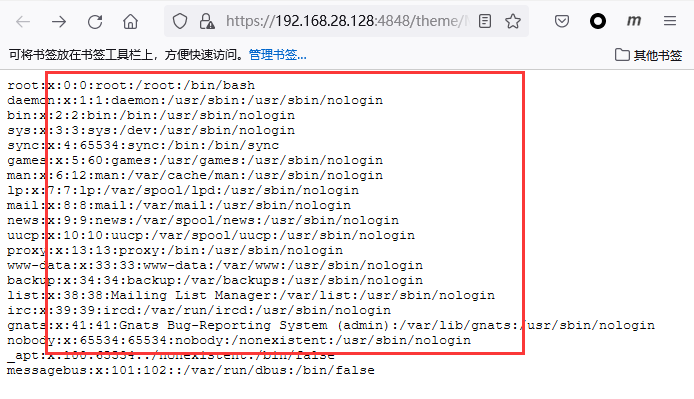 https://192.168.28.128:4848/theme/
m
可将书签放在书签工具栏上，方便快速访问。管理书签...
其他书签
root:x:0:0:root:/root:/bin/bash
daemon:x:1:1:daemon:/usr/sbin:/usr/sbin/nologin
bin:x:2:2:bin:/bin:/usr/sbin/nologin
sys:x:3:3:sys:/dev:/usr/sbin/nologin
sync:x:4:65534:sync:/bin:/bin/sync
games:x:5:60:games:/usr/games:/usr/sbin/nologin
man:x:6:12:man:/var/cache/man:/usr/sbin/nologin
lp:x:7:7:lp:/var/spool/lpd:/usr/sbin/nologin
mail:x:8:8:mail:/var/mail:/usr/sbin/nologin
news:x:9:9:news:/var/spool/news:/usr/sbin/nologin
uucp:x:10:10:uucp:/var/spool/uucp:/usr/sbin/nologin
proxy:x:13:13:proxy:/bin:/usr/sbin/nologin
www-data:x:33:33:www-data:/var/www:/usr/sbin/nologin
backup:x:34:34:backup:/var/backups:/usr/sbin/nologin
list:x:38:38:Mailing List Manager:/var/list:/usr/sbin/nologin
irc:x:39:39:ircd:/var/run/ircd:/usr/sbin/nologin
gnats:x:41:41:Gnats Bug-Reporting System (admin):/var/lib/gnats:/usr/sbin/nologin
nobody:x:65534:65534:nobody:/nonexistent:/usr/sbin/nologin
_apt:x:100:65534::/nonexistent:/bin/false
messagebus:x:101:102::/var/run/dbus:/bin/false